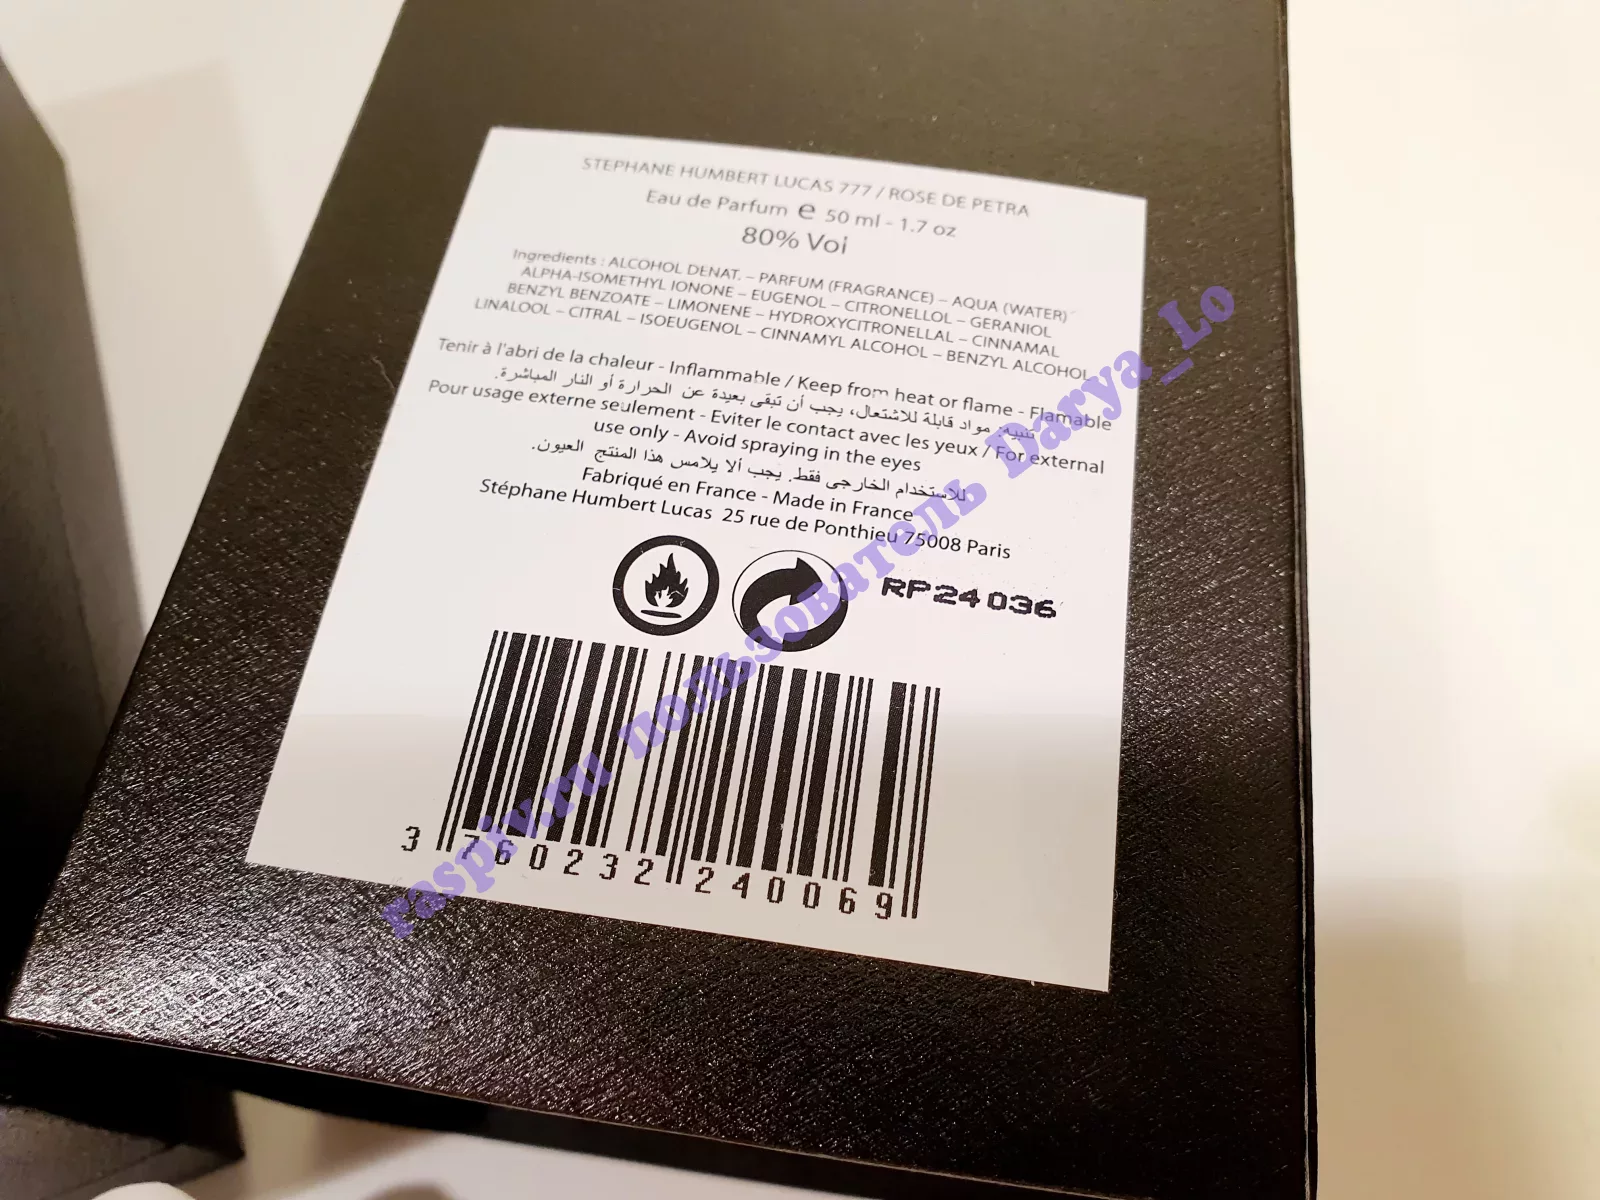 STEPHANE HUMBERT LUCAS 777 / ROSE DE PETRA
Eau de Parfum e 50 ml - 1.7 oz
80% Voi
Ingredients : ALCOHOL DENAT. – PARFUM (FRAGRANCE) – AQUA (WATER)
ALPHA-ISOMETHYL IONONE – EUGENOL – CITRONELLOL – GERANIOL
BENZYL BENZOATE – LIMONENE – HYDROXYCITRONELLAL – CINNAMAL
LINALOOL – CITRAL – ISOEUGENOL – CINNAMYL ALCOHOL – BENZYL ALCOHOL
Tenir à l'abri de la chaleur - Inflammable / Keep from heat or flame - Flamable
تنبيه: مواد قابلة للاشتعال، يجب أن تبقى بعيدة عن الحرارة أو النار المباشرة.
Pour usage externe seulement - Eviter le contact avec les yeux / For external
use only - Avoid spraying in the eyes
للاستخدام الخارجى فقط. يجب ألا يلامس هذا المنتج العيون.
Fabriqué en France - Made in France
Stéphane Humbert Lucas 25 rue de Ponthieu 75008 Paris
RP24036
3 760232 240069
raspiv.ru пользователь Darya_Lo